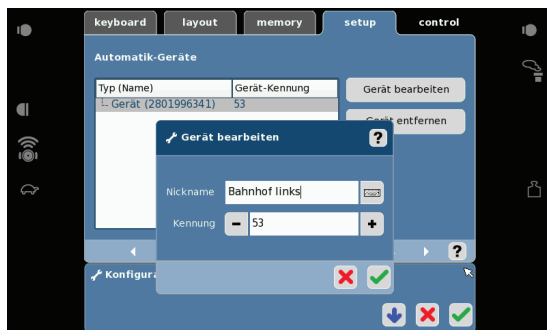 keyboard layout memory setup control
Automatik-Geräte
Typ (Name) Gerät-Kennung
Gerät (2801996341) 53
Gerät bearbeiten
entfernen
Gerät bearbeiten ?
Nickname Bahnhof links
Kennung - 53 +
?